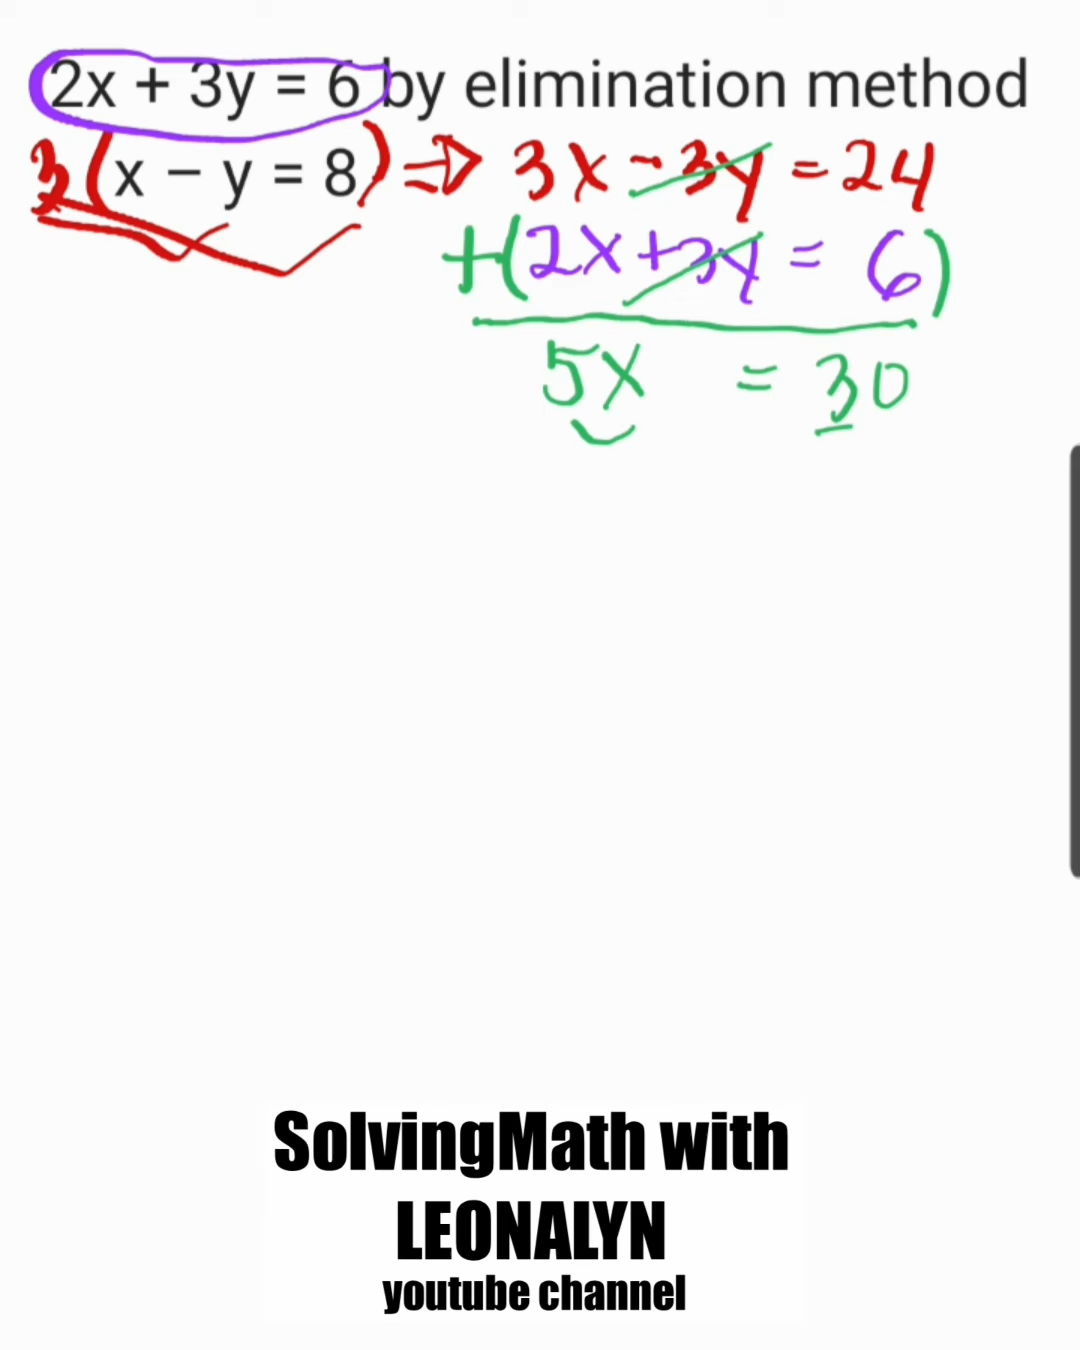 2x + 3y = 6 by elimination method
3(x − y = 8) ⇒ 3x − 3y = 24
+(2x + 3y = 6)
5x = 30
SolvingMath with
LEONALYN
youtube channel